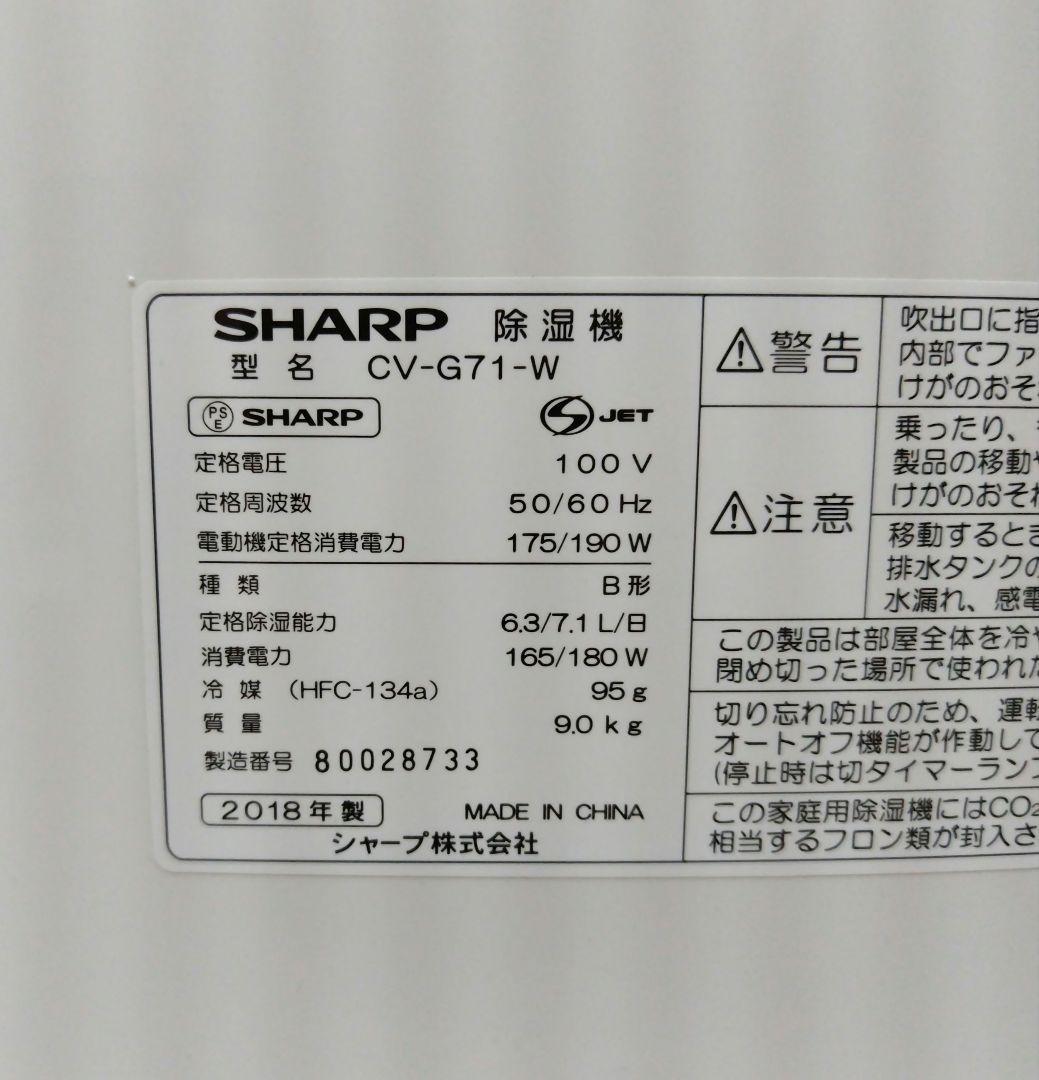 SHARP 除湿機
型名 CV-G71-W
PSE SHARP
S JET
定格電圧 100 V
定格周波数 50/60 Hz
電動機定格消費電力 175/190 W
種類 B形
定格除湿能力 6.3/7.1 L/日
消費電力 165/180 W
冷媒 (HFC-134a) 95 g
質量 9.0 kg
製造番号 80028733
2018年製 MADE IN CHINA
シャープ株式会社
警告
吹出口に指
内部でファ
けがのおそ
注意
乗ったり、
製品の移動や
けがのおそれ
移動するとき
排水タンクの
水漏れ、感電
この製品は部屋全体を冷や
閉め切った場所で使われた
切り忘れ防止のため、運転
オートオフ機能が作動して
(停止時は切タイマーランプ
この家庭用除湿機にはCO2
相当するフロン類が封入さ